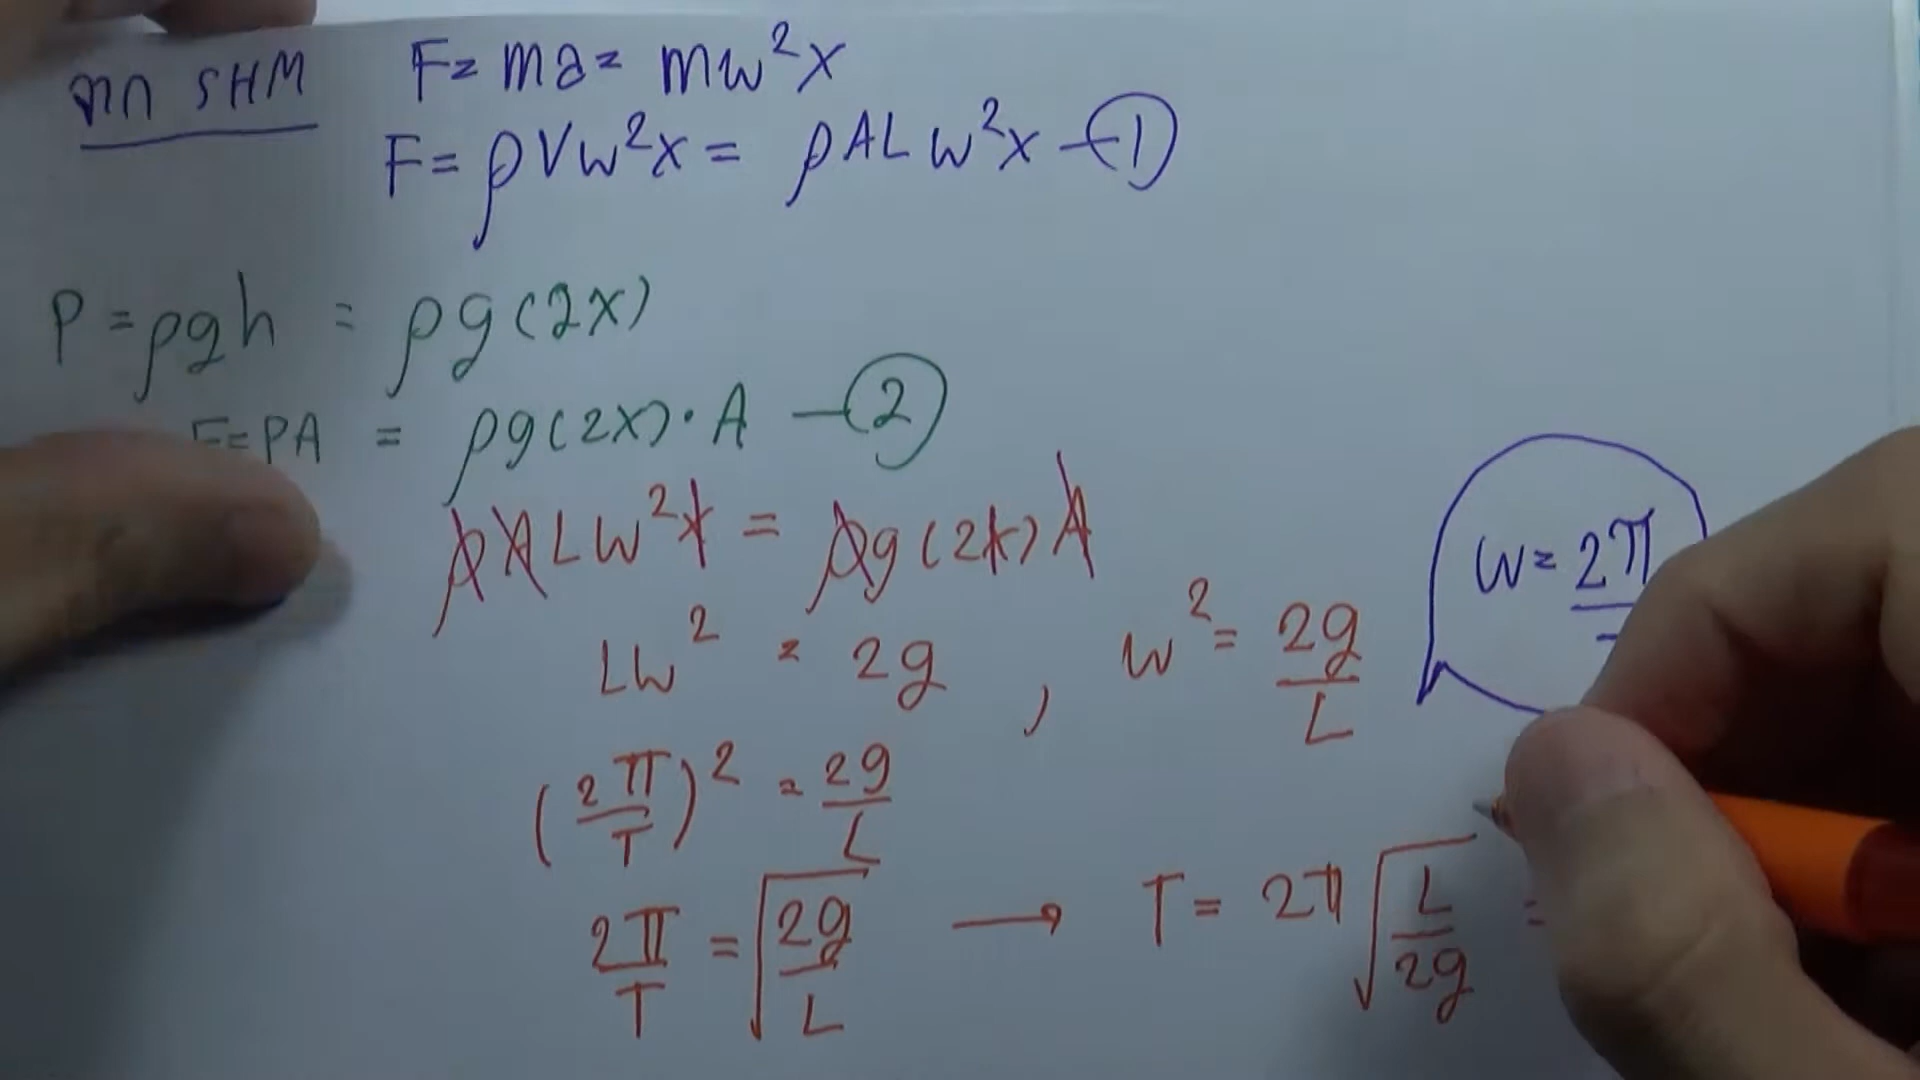 จาก SHM F = ma = mw²x
F = ρVw²x = ρALw²x —①
P = ρgh = ρg(2x)
F=PA = ρg(2x)·A —②
ρALw²x = ρg(2x)A
Lw² = 2g , w² = 2g/L
w = 2π
(2π/T)² = 2g/L
2π/T = √(2g/L) → T = 2π√(L/2g) =